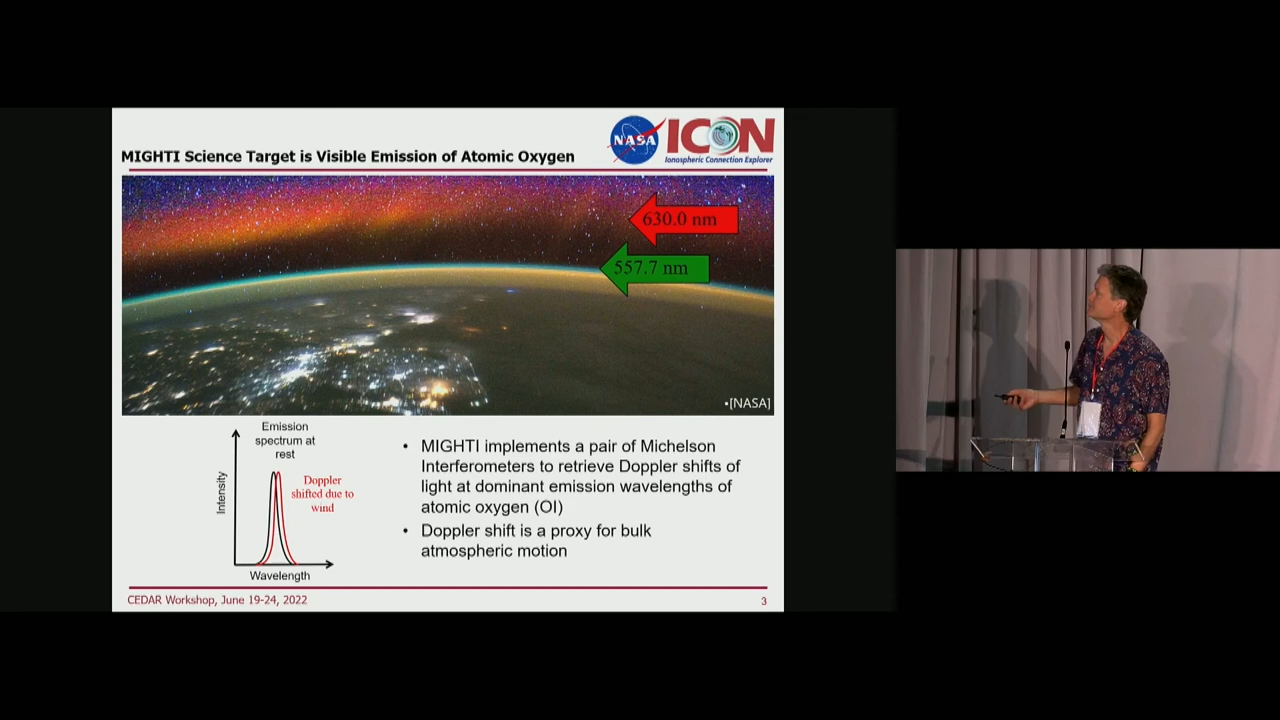 NASA ICON
Ionospheric Connection Explorer
MIGHTI Science Target is Visible Emission of Atomic Oxygen
630.0 nm
557.7 nm
•[NASA]
Emission
spectrum at
rest
Doppler
shifted due to
wind
Intensity
Wavelength
• MIGHTI implements a pair of Michelson
Interferometers to retrieve Doppler shifts of
light at dominant emission wavelengths of
atomic oxygen (OI)
• Doppler shift is a proxy for bulk
atmospheric motion
CEDAR Workshop, June 19-24, 2022
3